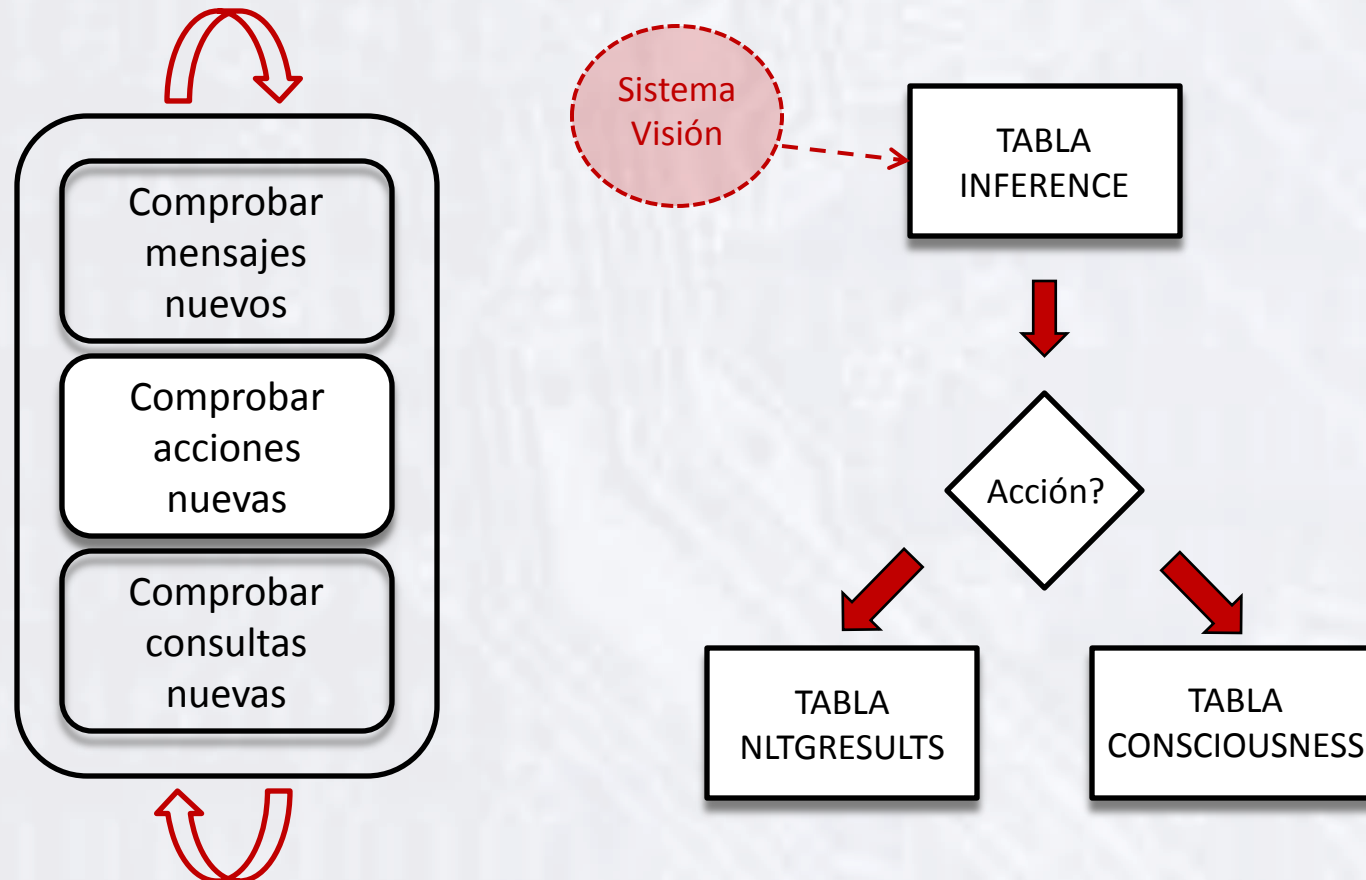 Comprobar
mensajes
nuevos
Comprobar
acciones
nuevas
Comprobar
consultas
nuevas
Sistema
Visión
TABLA
INFERENCE
Acción?
TABLA
NLTGRESULTS
TABLA
CONSCIOUSNESS